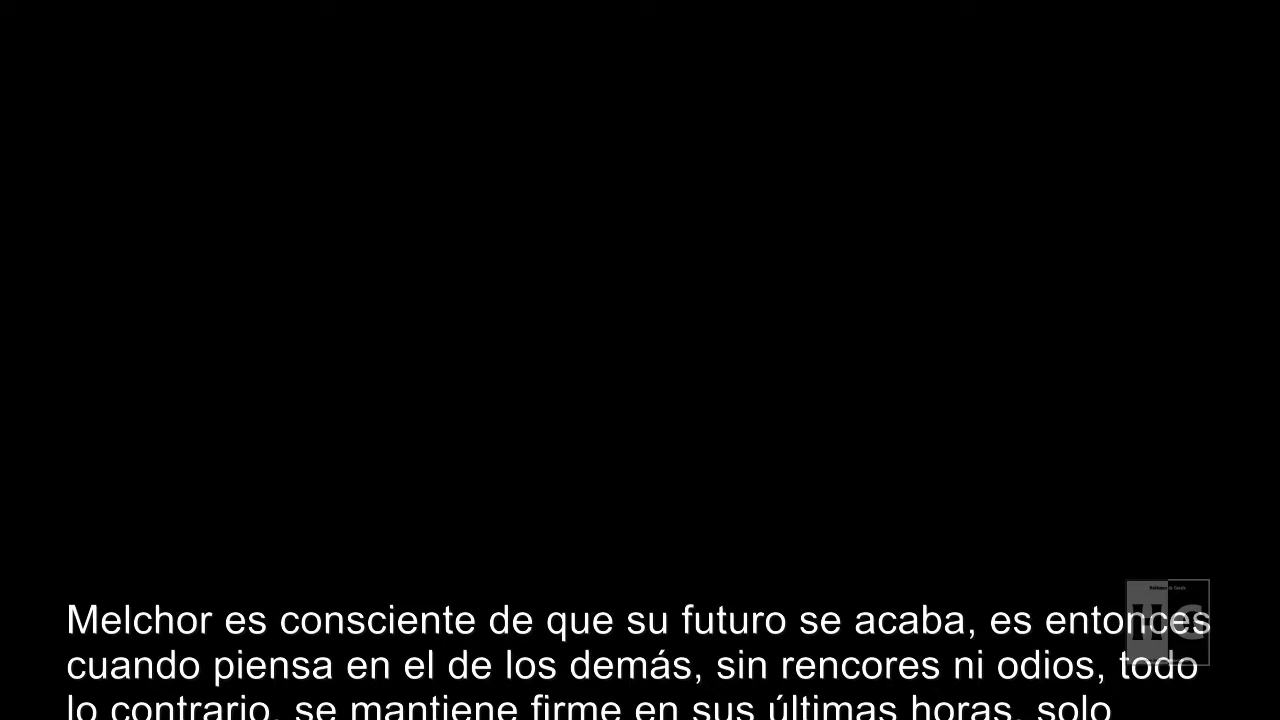 Melchor es consciente de que su futuro se acaba, es entonces
cuando piensa en el de los demás, sin rencores ni odios, todo
lo contrario, se mantiene firme en sus últimas horas, solo